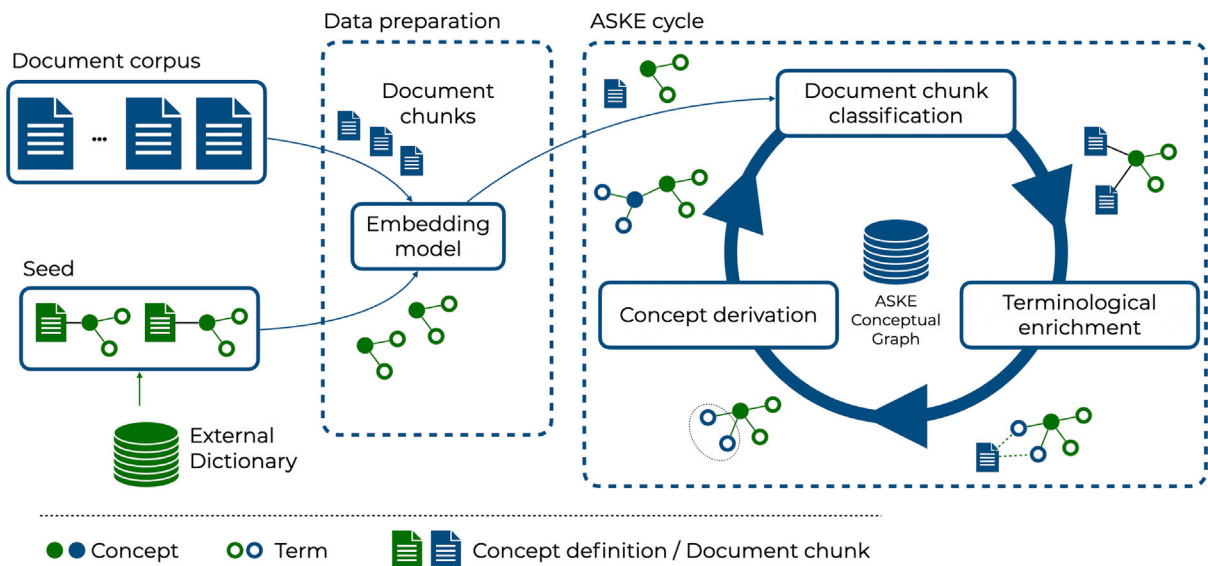 Data preparation
ASKE cycle
Document corpus
...
Document
chunks
Embedding
model
Seed
External
Dictionary
Document chunk
classification
Concept derivation
ASKE
Conceptual
Graph
Terminological
enrichment
Concept
Term
Concept definition / Document chunk